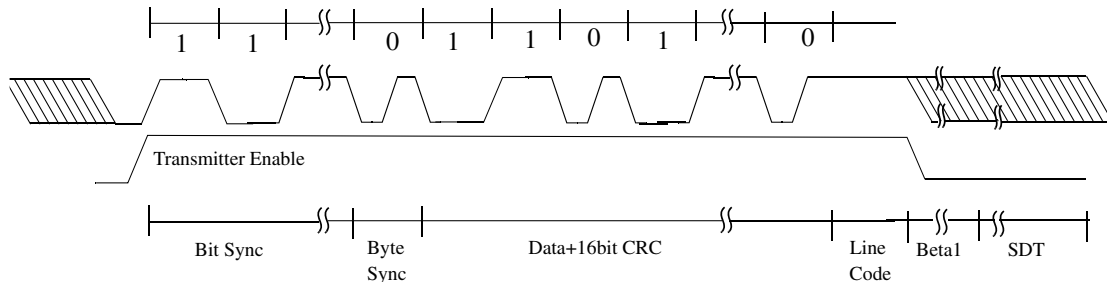 1 1 0 1 1 0 1 0
Transmitter Enable
Bit Sync
Byte
Sync
Data+16bit CRC
Line
Code
Beta1
SDT